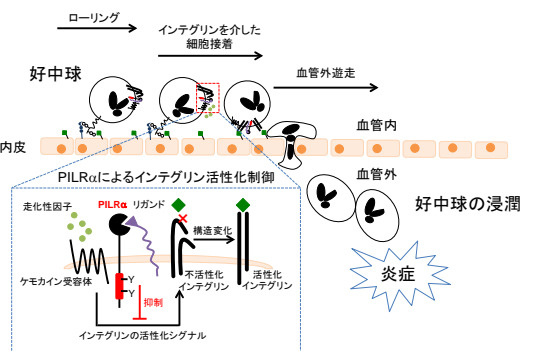 ローリング
インテグリンを介した
細胞接着
血管外遊走
好中球
血管内
内皮
PILRαによるインテグリン活性化制御
血管外
好中球の浸潤
走化性因子
PILRα リガンド
構造変化
ケモカイン受容体
Y
Y
抑制
不活性化
インテグリン
活性化
インテグリン
インテグリンの活性化シグナル
炎症